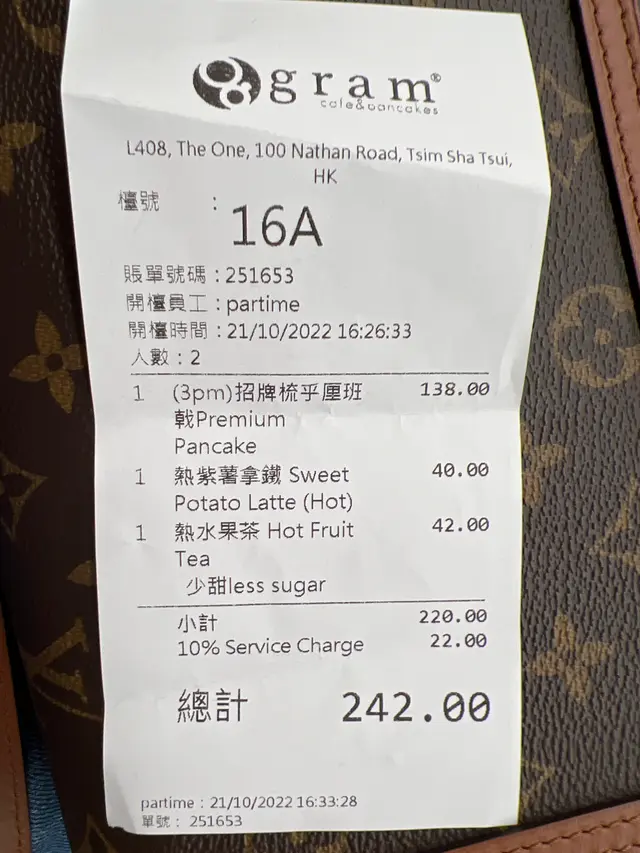 gram®
cafe&pancakes
L408, The One, 100 Nathan Road, Tsim Sha Tsui,
HK
檯號 :
16A
賬單號碼 : 251653
開檯員工 : partime
開檯時間 : 21/10/2022 16:26:33
人數 : 2
1 (3pm)招牌梳乎厘班 138.00
戟Premium
Pancake
1 熱紫薯拿鐵 Sweet 40.00
Potato Latte (Hot)
1 熱水果茶 Hot Fruit 42.00
Tea
少甜less sugar
小計 220.00
10% Service Charge 22.00
總計 242.00
partime : 21/10/2022 16:33:28
單號 : 251653